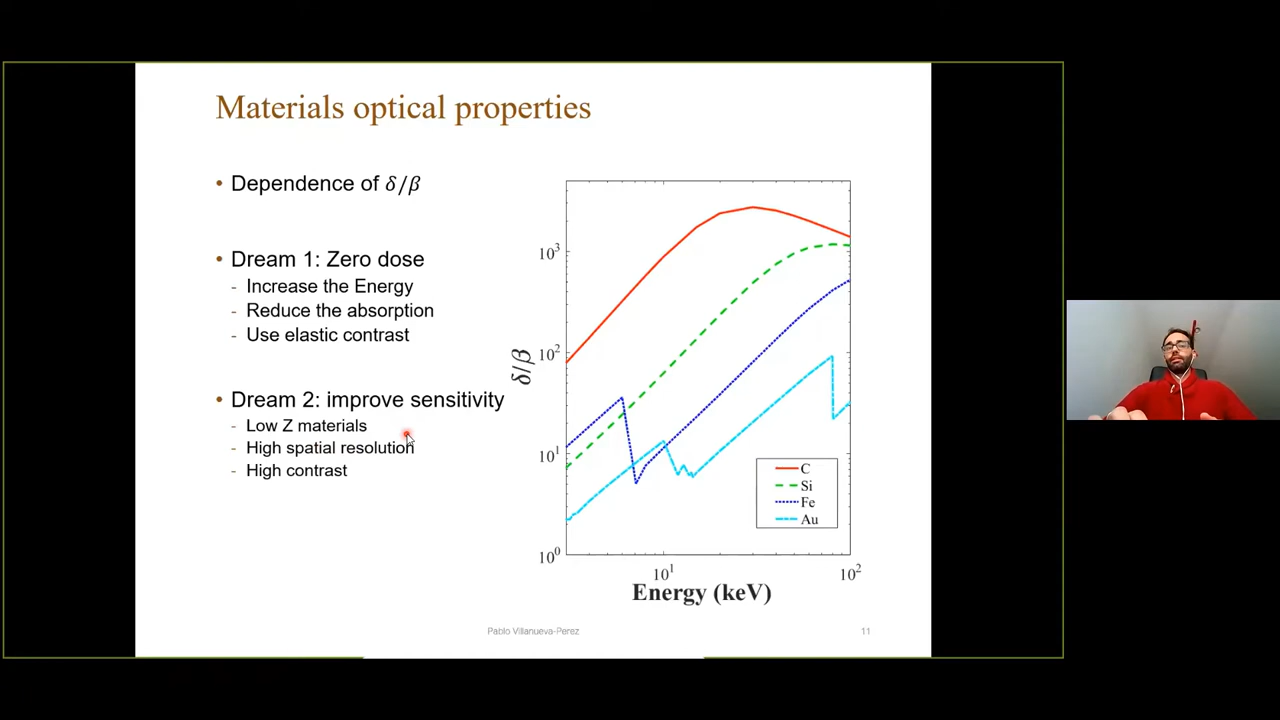 Materials optical properties
• Dependence of 𝛿/𝛽
• Dream 1: Zero dose
- Increase the Energy
- Reduce the absorption
- Use elastic contrast
• Dream 2: improve sensitivity
- Low Z materials
- High spatial resolution
- High contrast
δ/β
10³
10²
10¹
10⁰
C
Si
Fe
Au
10¹
10²
Energy (keV)
Pablo Villanueva-Perez
11